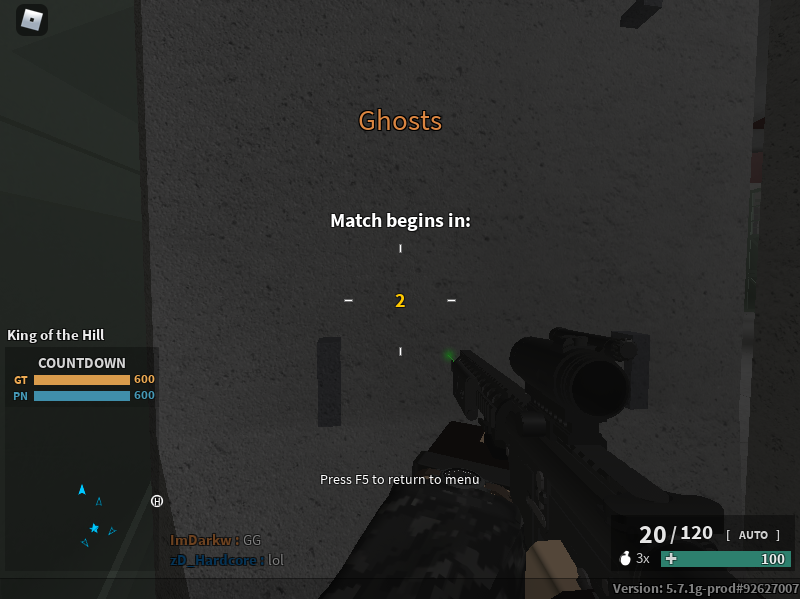 Ghosts
Match begins in:
2
King of the Hill
COUNTDOWN
GT 600
PN 600
H
Press F5 to return to menu
ImDarkw : GG
zD_Hardcore : lol
20 / 120 [ AUTO ]
3x 100
Version: 5.7.1g-prod#92627007